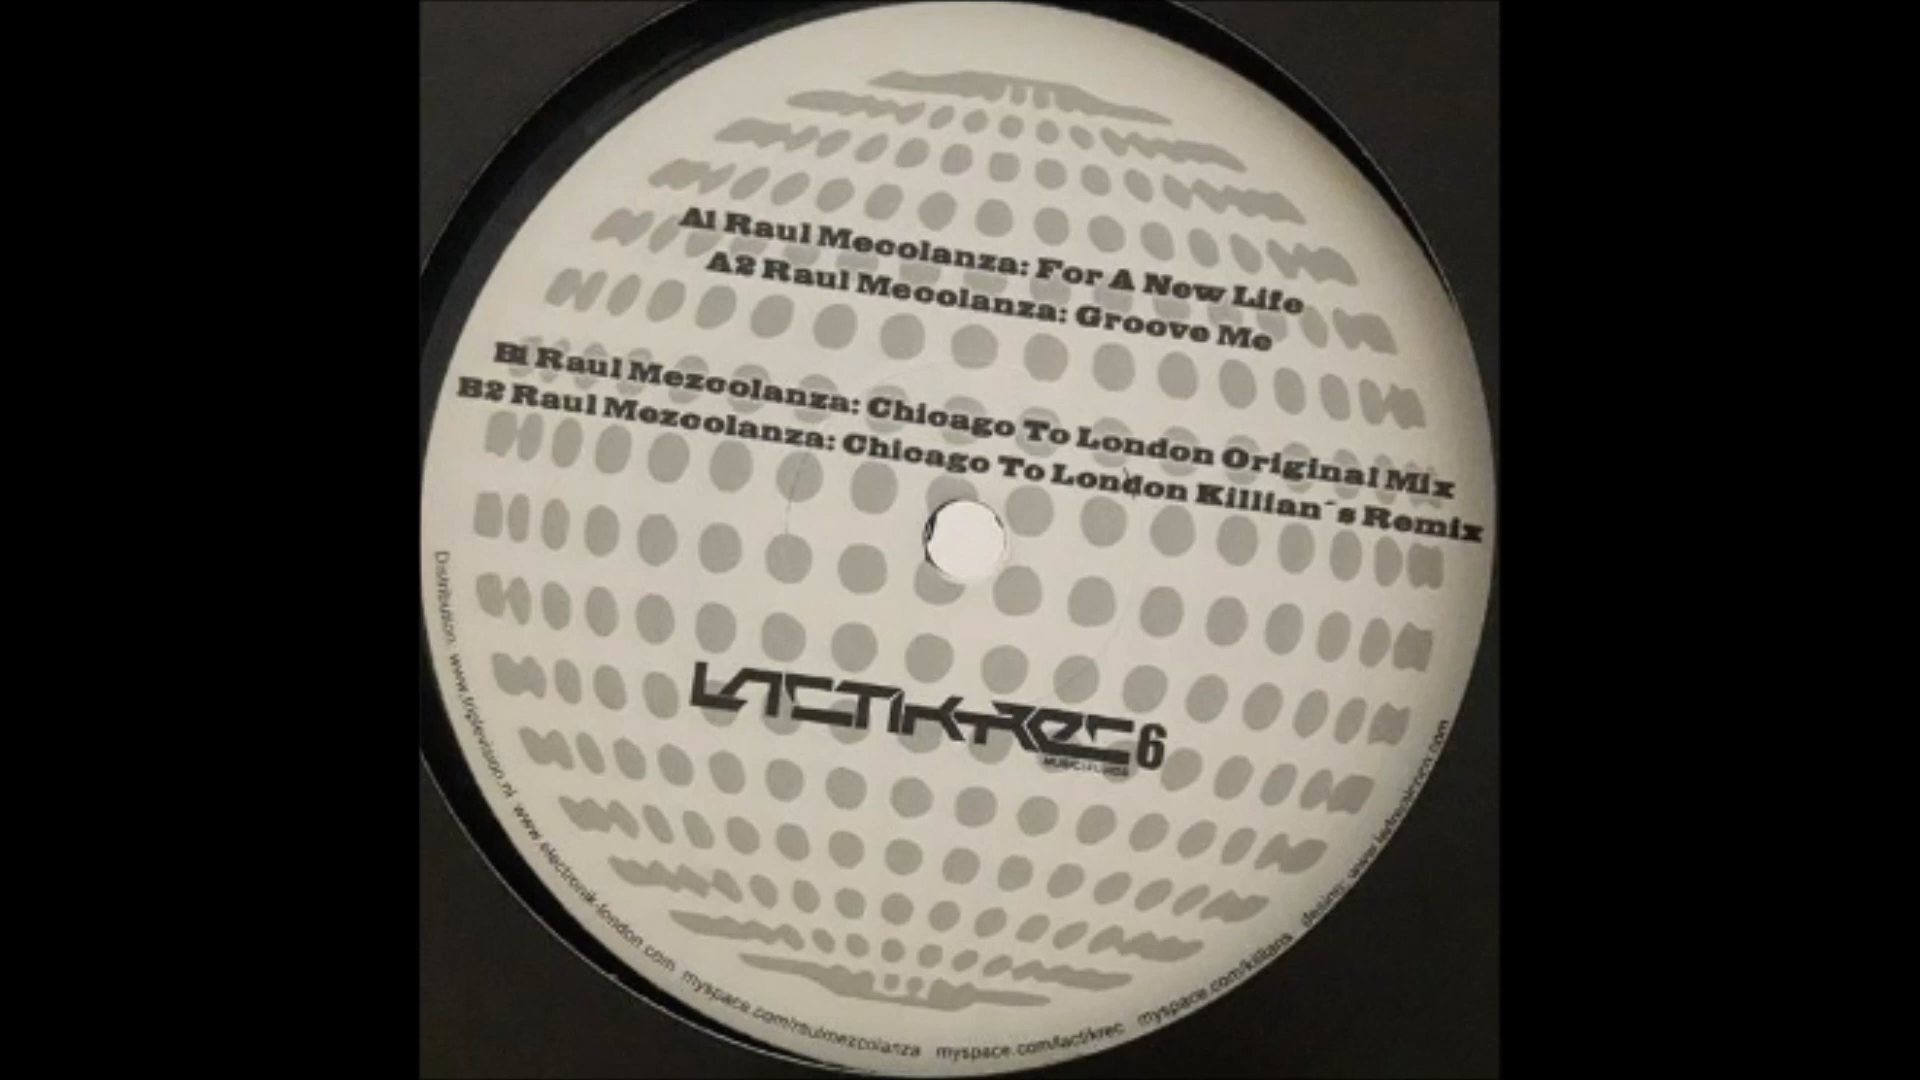 A1 Raul Mecolanza: For A New Life
A2 Raul Mecolanza: Groove Me
B1 Raul Mezcolanza: Chicago To London Original Mix
B2 Raul Mezcolanza: Chicago To London Killian´s Remix
LACTIKREC 6
Distribution: www.triplevision.nl www.electronik-london.com myspace.com/raulmezcolanza myspace.com/lactikrec myspace.com/killians design: